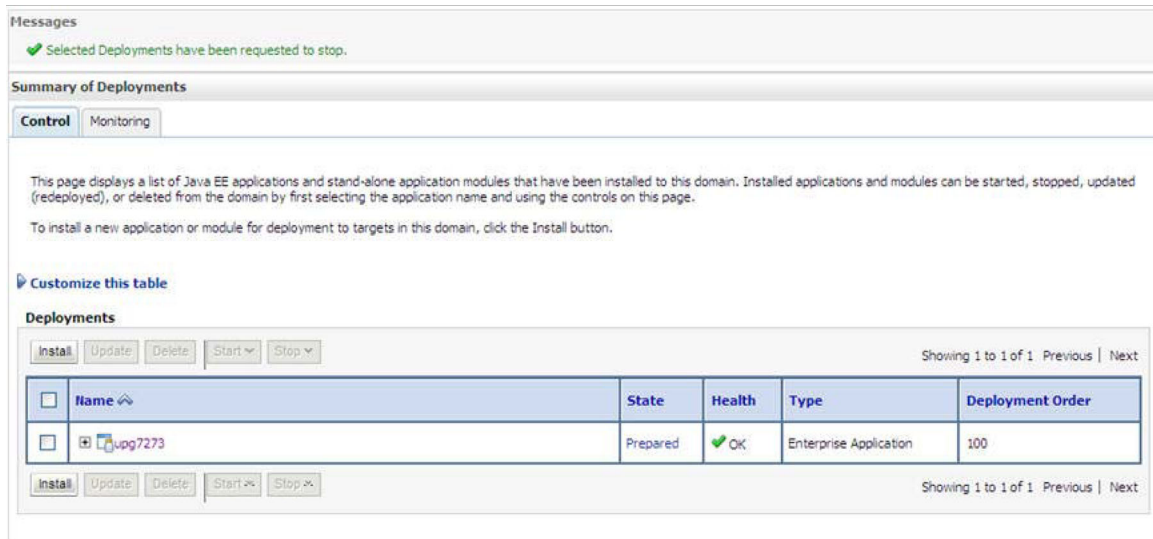 Messages
Selected Deployments have been requested to stop.
Summary of Deployments
Control Monitoring
This page displays a list of Java EE applications and stand-alone application modules that have been installed to this domain. Installed applications and modules can be started, stopped, updated
(redeployed), or deleted from the domain by first selecting the application name and using the controls on this page.
To install a new application or module for deployment to targets in this domain, click the Install button.
Customize this table
Deployments
Install Update Delete Start Stop Showing 1 to 1 of 1 Previous | Next
Name State Health Type Deployment Order
upg7273 Prepared OK Enterprise Application 100
Install Update Delete Start Stop Showing 1 to 1 of 1 Previous | Next